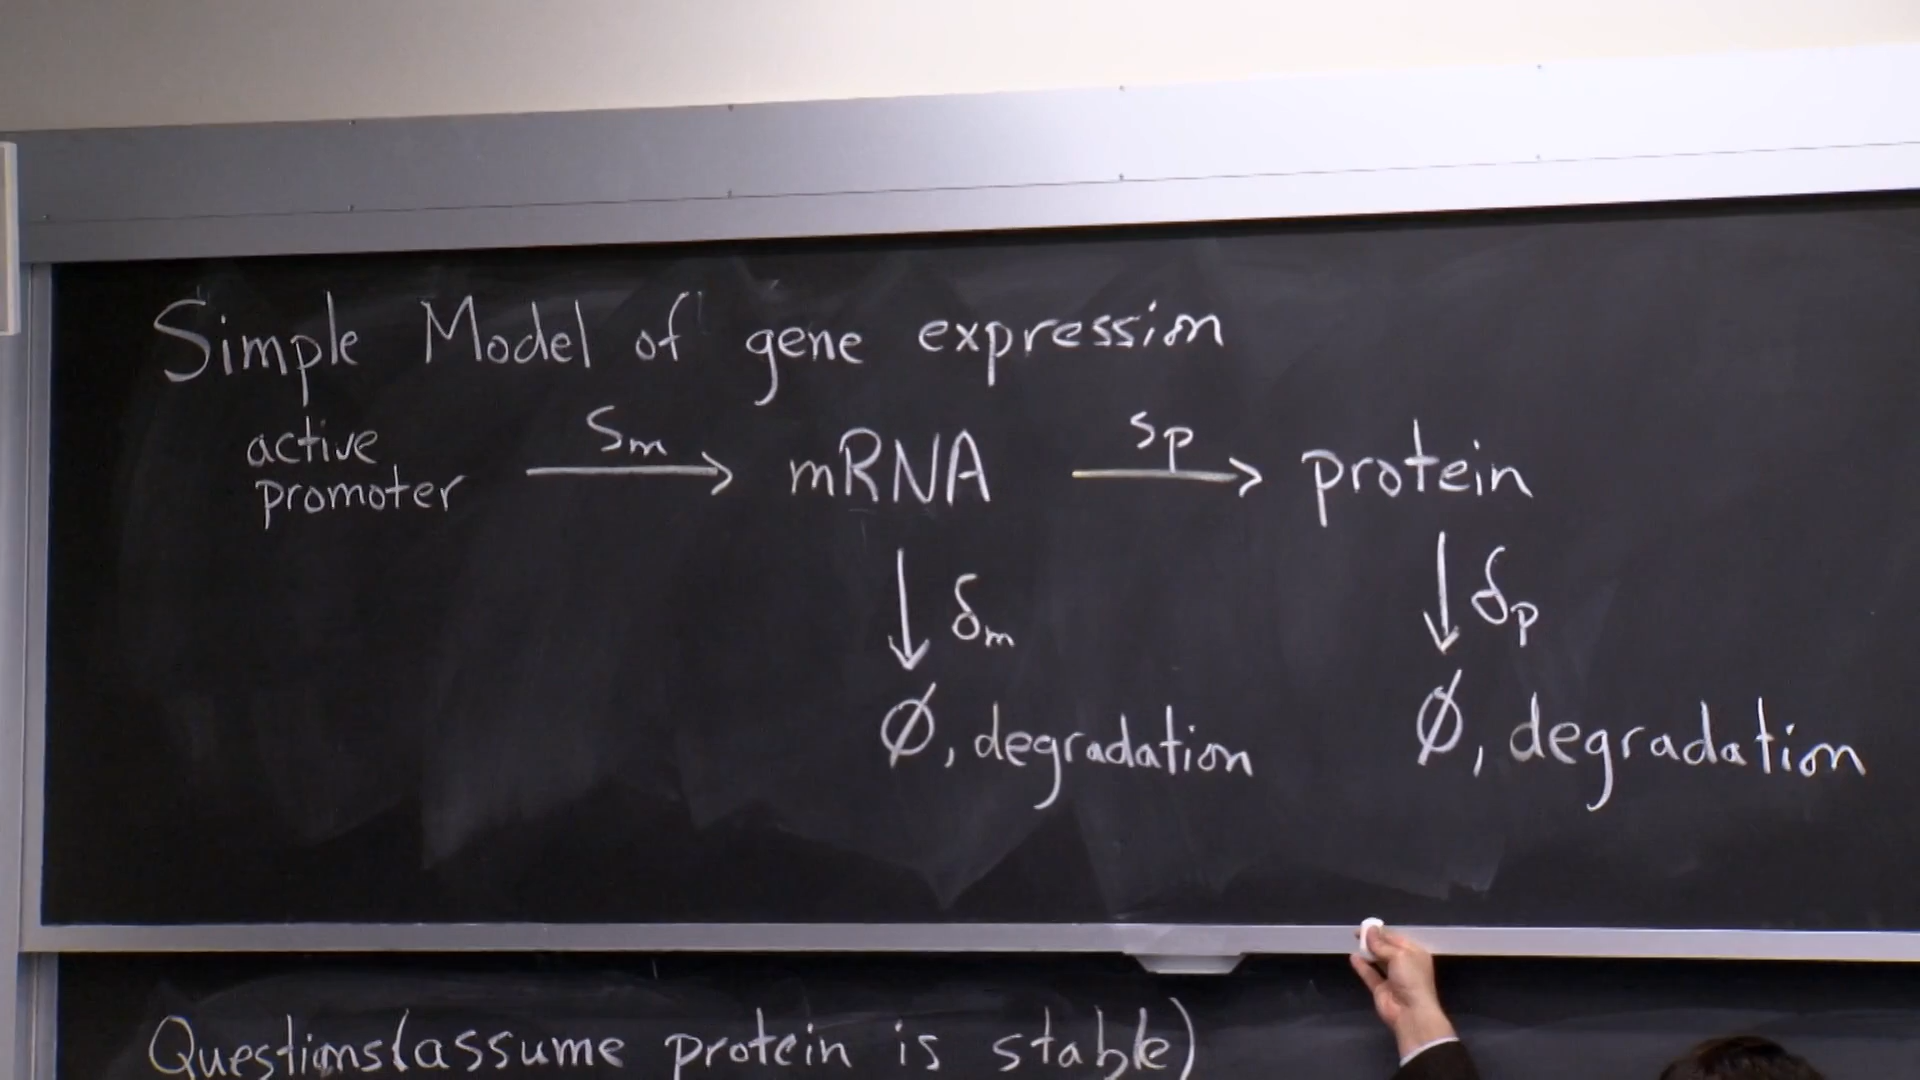 Simple Model of gene expression
active promoter Sm → mRNA Sp → protein
↓ δm ↓ δp
Ø, degradation Ø, degradation
Questions (assume protein is stable)